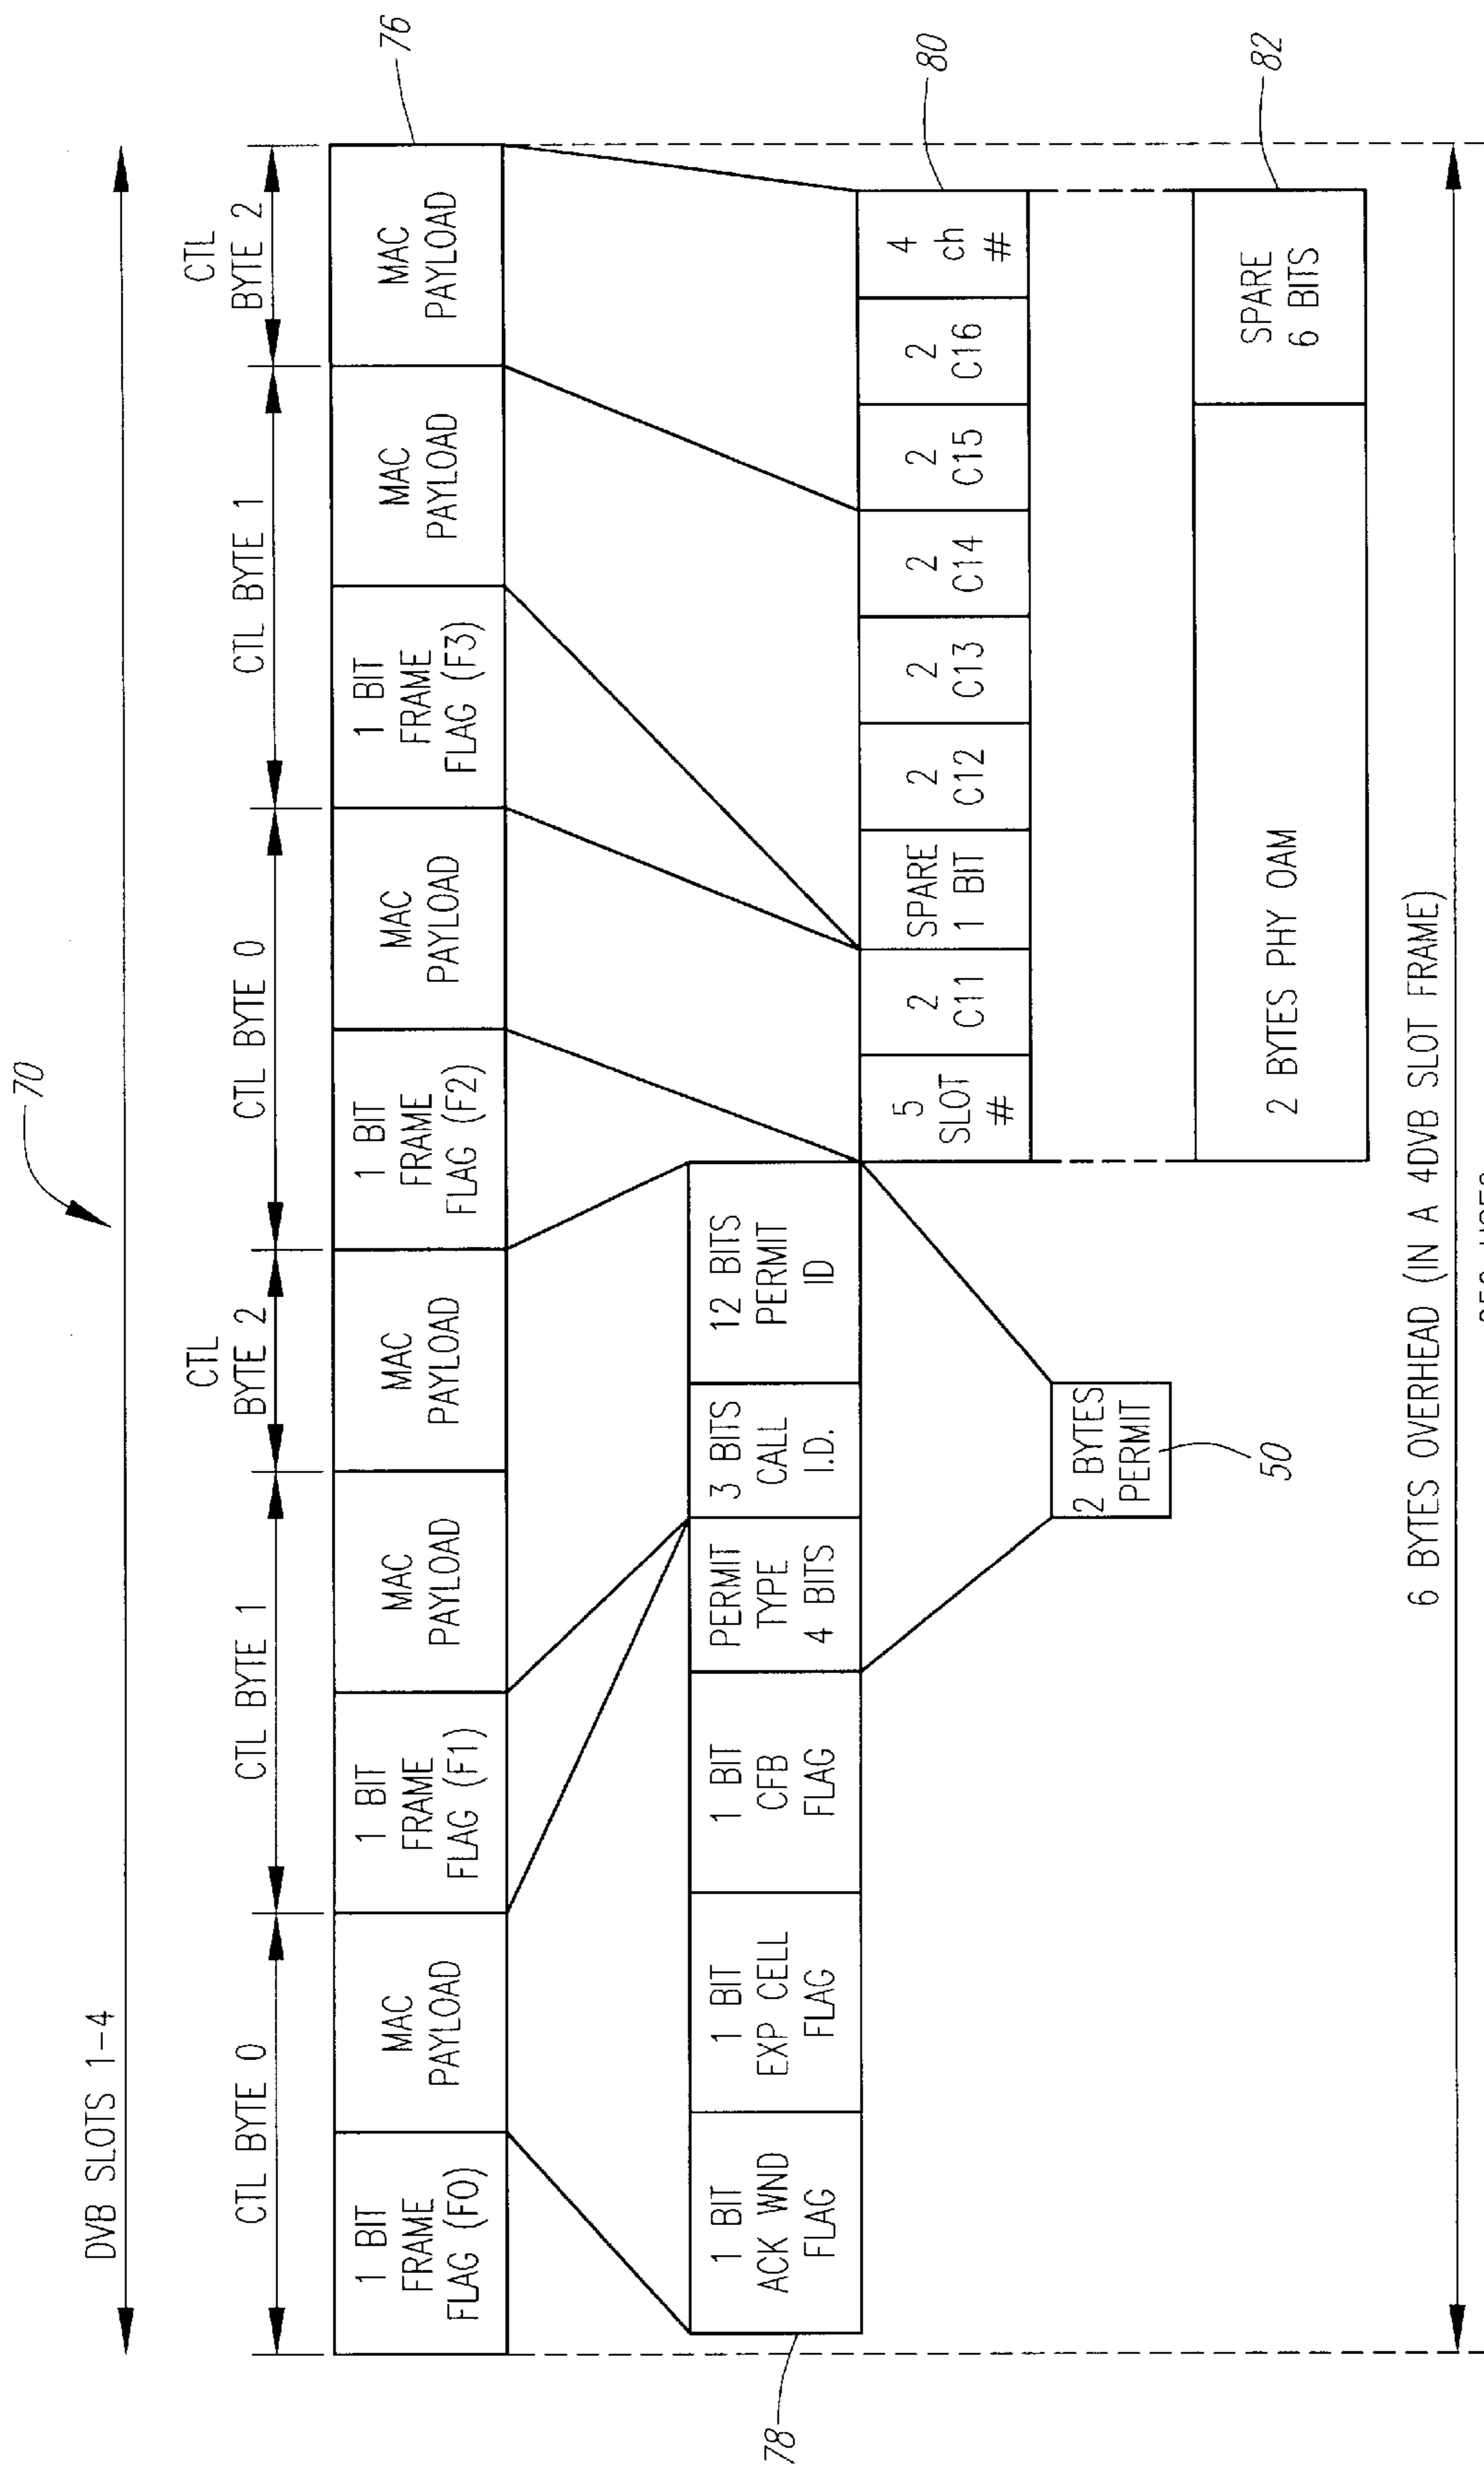 70
DVB SLOTS 1-4
CTL BYTE 0
CTL BYTE 1
CTL
BYTE 2
CTL BYTE 0
CTL BYTE 1
CTL
BYTE 2
1 BIT
FRAME
FLAG (F0)
MAC
PAYLOAD
1 BIT
FRAME
FLAG (F1)
MAC
PAYLOAD
MAC
PAYLOAD
1 BIT
FRAME
FLAG (F2)
MAC
PAYLOAD
1 BIT
FRAME
FLAG (F3)
MAC
PAYLOAD
MAC
PAYLOAD
76
78
1 BIT
ACK WND
FLAG
1 BIT
EXP CELL
FLAG
1 BIT
CFB
FLAG
PERMIT
TYPE
4 BITS
3 BITS
CALL
I.D.
12 BITS
PERMIT
ID
5
SLOT
#
2
C11
SPARE
1 BIT
2
C12
2
C13
2
C14
2
C15
2
C16
4
ch
#
80
2 BYTES
PERMIT
50
2 BYTES PHY OAM
SPARE
6 BITS
82
6 BYTES OVERHEAD (IN A 4DVB SLOT FRAME)